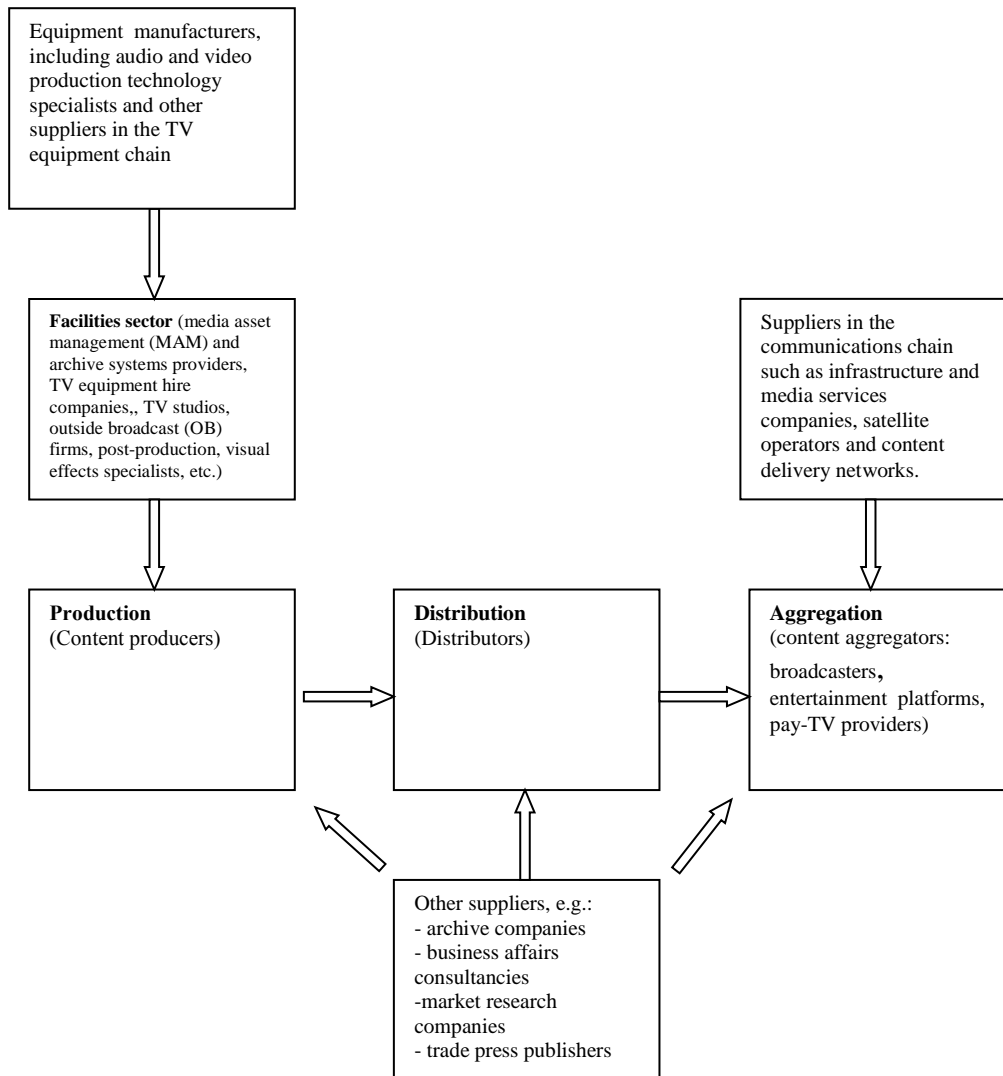 Equipment manufacturers,
including audio and video
production technology
specialists and other
suppliers in the TV
equipment chain
Facilities sector (media asset
management (MAM) and
archive systems providers,
TV equipment hire
companies,, TV studios,
outside broadcast (OB)
firms, post-production, visual
effects specialists, etc.)
Suppliers in the
communications chain
such as infrastructure and
media services
companies, satellite
operators and content
delivery networks.
Production
(Content producers)
Distribution
(Distributors)
Aggregation
(content aggregators:
broadcasters,
entertainment platforms,
pay-TV providers)
Other suppliers, e.g.:
- archive companies
- business affairs
consultancies
-market research
companies
- trade press publishers